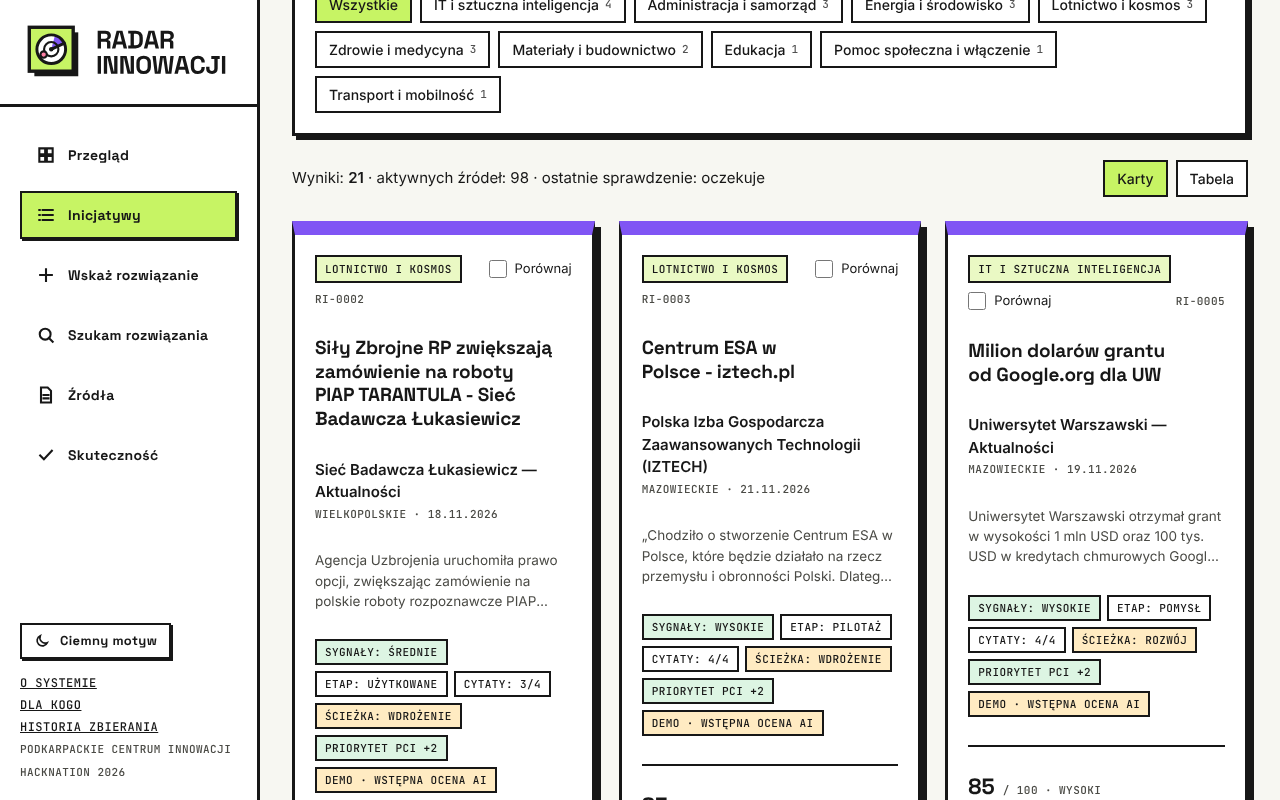 RADAR
INNOWACJI
Przegląd
Inicjatywy
Wskaż rozwiązanie
Szukam rozwiązania
Źródła
Skuteczność
Ciemny motyw
O SYSTEMIE
DLA KOGO
HISTORIA ZBIERANIA
PODKARPACKIE CENTRUM INNOWACJI
HACKNATION 2026
Wszystkie
IT i sztuczna inteligencja 4
Administracja i samorząd 3
Energia i środowisko 3
Lotnictwo i kosmos 3
Zdrowie i medycyna 3
Materiały i budownictwo 2
Edukacja 1
Pomoc społeczna i włączenie 1
Transport i mobilność 1
Wyniki: 21 · aktywnych źródeł: 98 · ostatnie sprawdzenie: oczekuje
Karty
Tabela
LOTNICTWO I KOSMOS
Porównaj
RI-0002
Siły Zbrojne RP zwiększają
zamówienie na roboty
PIAP TARANTULA - Sieć
Badawcza Łukasiewicz
Sieć Badawcza Łukasiewicz —
Aktualności
WIELKOPOLSKIE · 18.11.2026
Agencja Uzbrojenia uruchomiła prawo
opcji, zwiększając zamówienie na
polskie roboty rozpoznawcze PIAP...
SYGNAŁY: ŚREDNIE
ETAP: UŻYTKOWANE
CYTATY: 3/4
ŚCIEŻKA: WDROŻENIE
PRIORYTET PCI +2
DEMO · WSTĘPNA OCENA AI
LOTNICTWO I KOSMOS
Porównaj
RI-0003
Centrum ESA w
Polsce - iztech.pl
Polska Izba Gospodarcza
Zaawansowanych Technologii
(IZTECH)
MAZOWIECKIE · 21.11.2026
„Chodziło o stworzenie Centrum ESA w
Polsce, które będzie działało na rzecz
przemysłu i obronności Polski. Dlateg...
SYGNAŁY: WYSOKIE
ETAP: PILOTAŻ
CYTATY: 4/4
ŚCIEŻKA: WDROŻENIE
PRIORYTET PCI +2
DEMO · WSTĘPNA OCENA AI
IT I SZTUCZNA INTELIGENCJA
Porównaj
RI-0005
Milion dolarów grantu
od Google.org dla UW
Uniwersytet Warszawski —
Aktualności
MAZOWIECKIE · 19.11.2026
Uniwersytet Warszawski otrzymał grant
w wysokości 1 mln USD oraz 100 tys.
USD w kredytach chmurowych Googl...
SYGNAŁY: WYSOKIE
ETAP: POMYSŁ
CYTATY: 4/4
ŚCIEŻKA: ROZWÓJ
PRIORYTET PCI +2
DEMO · WSTĘPNA OCENA AI
85 / 100 · WYSOKI